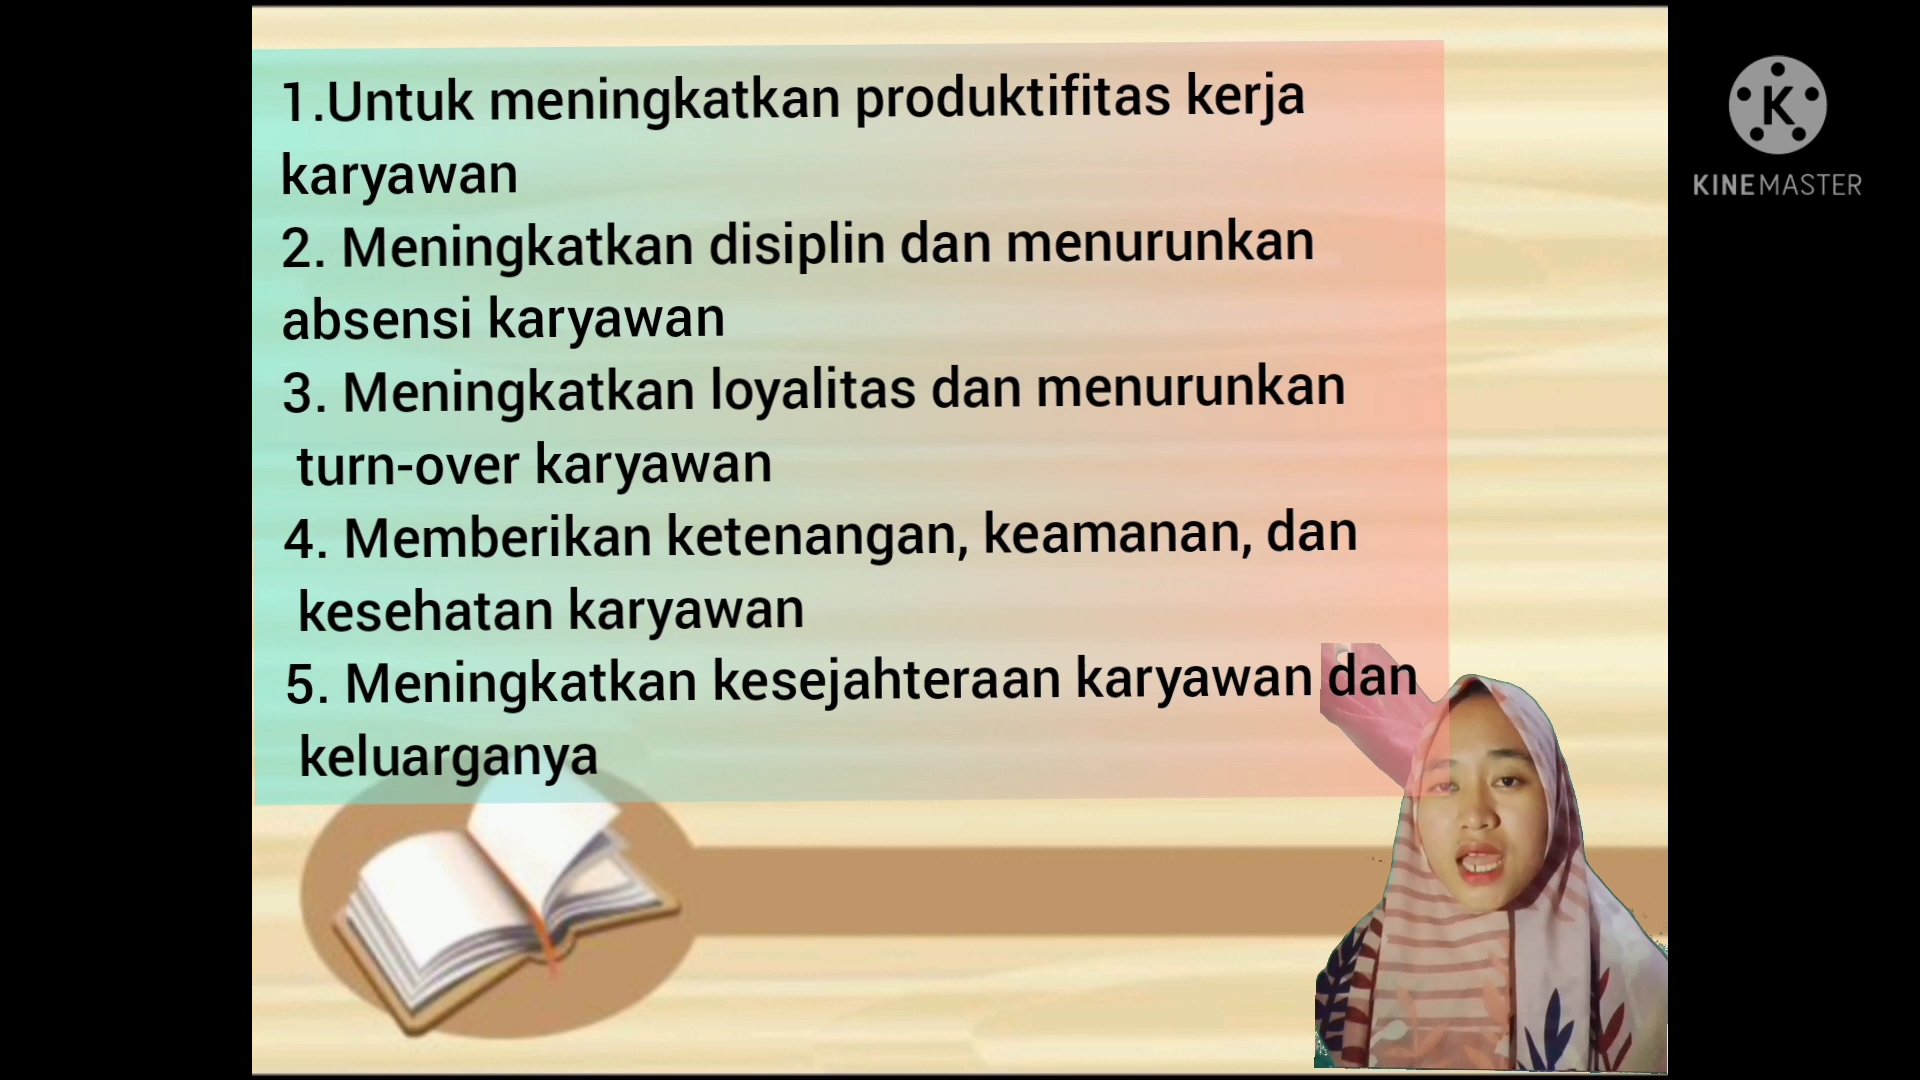 1.Untuk meningkatkan produktifitas kerja
karyawan
2. Meningkatkan disiplin dan menurunkan
absensi karyawan
3. Meningkatkan loyalitas dan menurunkan
turn-over karyawan
4. Memberikan ketenangan, keamanan, dan
kesehatan karyawan
5. Meningkatkan kesejahteraan karyawan dan
keluarganya
K
KINEMASTER